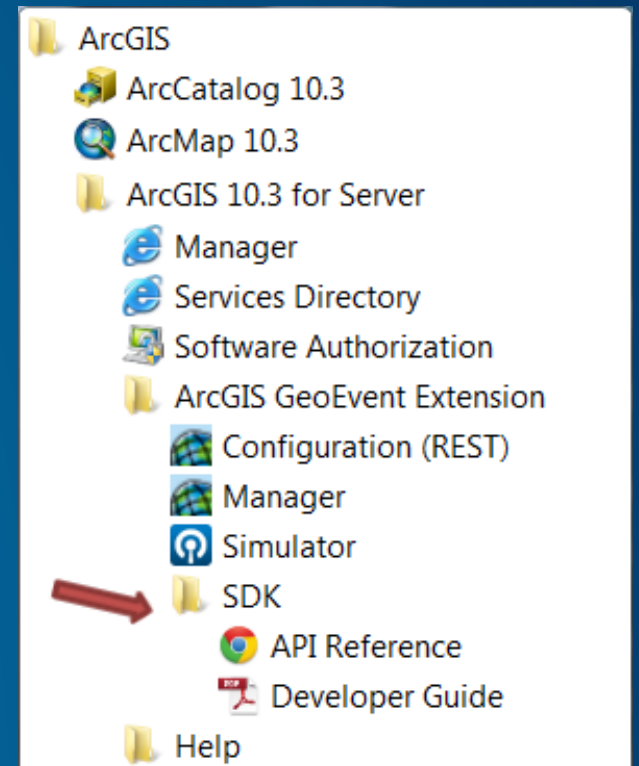 ArcGIS
ArcCatalog 10.3
ArcMap 10.3
ArcGIS 10.3 for Server
Manager
Services Directory
Software Authorization
ArcGIS GeoEvent Extension
Configuration (REST)
Manager
Simulator
SDK
API Reference
Developer Guide
Help